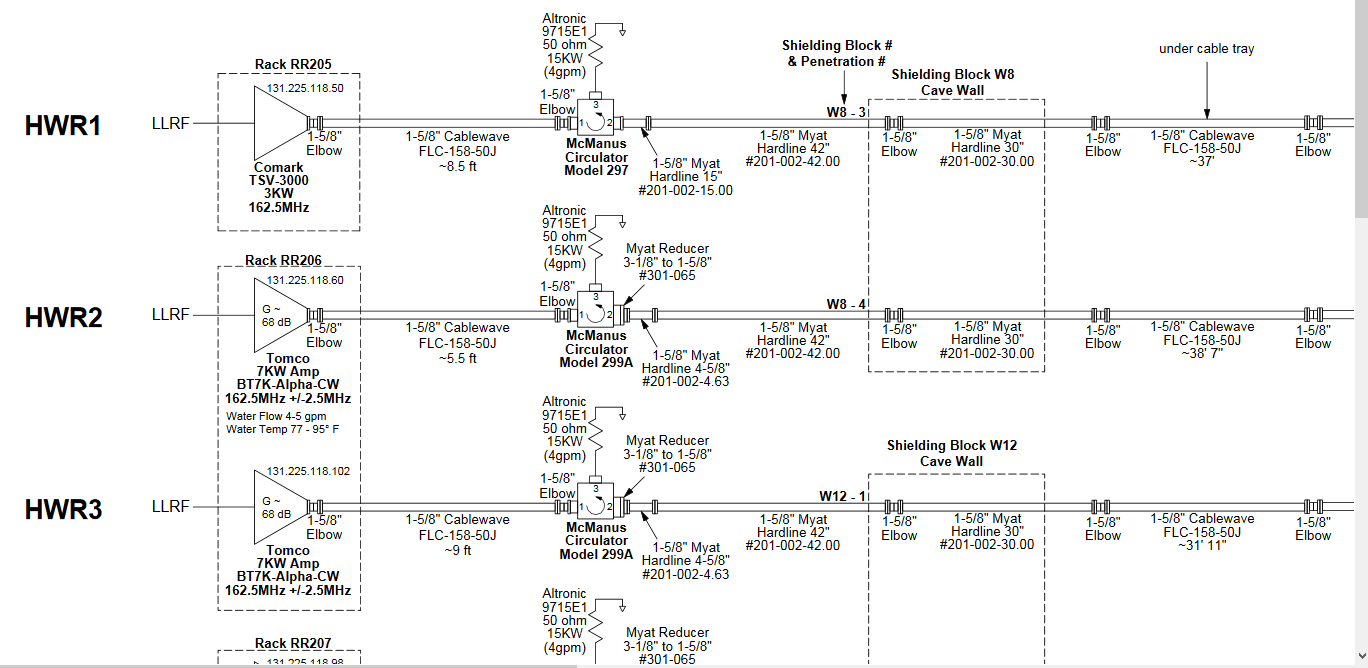 Altronic
9715E1
50 ohm
15KW
(4gpm)
Shielding Block #
& Penetration #
under cable tray
Rack RR205
Shielding Block W8
Cave Wall
131.225.118.50
1-5/8"
Elbow
3
1
2
W8 - 3
HWR1
LLRF
1-5/8"
Elbow
1-5/8" Cablewave
FLC-158-50J
~8.5 ft
McManus
Circulator
Model 297
1-5/8" Myat
Hardline 15"
#201-002-15.00
1-5/8" Myat
Hardline 42"
#201-002-42.00
1-5/8"
Elbow
1-5/8" Myat
Hardline 30"
#201-002-30.00
1-5/8"
Elbow
1-5/8" Cablewave
FLC-158-50J
~37'
1-5/8"
Elbow
Comark
TSV-3000
3KW
162.5MHz
Altronic
9715E1
50 ohm
15KW
(4gpm)
Myat Reducer
3-1/8" to 1-5/8"
#301-065
Rack RR206
131.225.118.60
1-5/8"
Elbow
3
1
2
W8 - 4
HWR2
LLRF
G ~
68 dB
1-5/8"
Elbow
1-5/8" Cablewave
FLC-158-50J
~5.5 ft
McManus
Circulator
Model 299A
1-5/8" Myat
Hardline 4-5/8"
#201-002-4.63
1-5/8" Myat
Hardline 42"
#201-002-42.00
1-5/8"
Elbow
1-5/8" Myat
Hardline 30"
#201-002-30.00
1-5/8"
Elbow
1-5/8" Cablewave
FLC-158-50J
~38' 7"
1-5/8"
Elbow
Tomco
7KW Amp
BT7K-Alpha-CW
162.5MHz +/-2.5MHz
Water Flow 4-5 gpm
Water Temp 77 - 95° F
Altronic
9715E1
50 ohm
15KW
(4gpm)
Myat Reducer
3-1/8" to 1-5/8"
#301-065
Shielding Block W12
Cave Wall
131.225.118.102
1-5/8"
Elbow
3
1
2
W12 - 1
HWR3
LLRF
G ~
68 dB
1-5/8"
Elbow
1-5/8" Cablewave
FLC-158-50J
~9 ft
McManus
Circulator
Model 299A
1-5/8" Myat
Hardline 4-5/8"
#201-002-4.63
1-5/8" Myat
Hardline 42"
#201-002-42.00
1-5/8"
Elbow
1-5/8" Myat
Hardline 30"
#201-002-30.00
1-5/8"
Elbow
1-5/8" Cablewave
FLC-158-50J
~31' 11"
1-5/8"
Elbow
Tomco
7KW Amp
BT7K-Alpha-CW
162.5MHz +/-2.5MHz
Altronic
9715E1
50 ohm
15KW
(4gpm)
Myat Reducer
3-1/8" to 1-5/8"
#301-065
Rack RR207
131.225.118.98